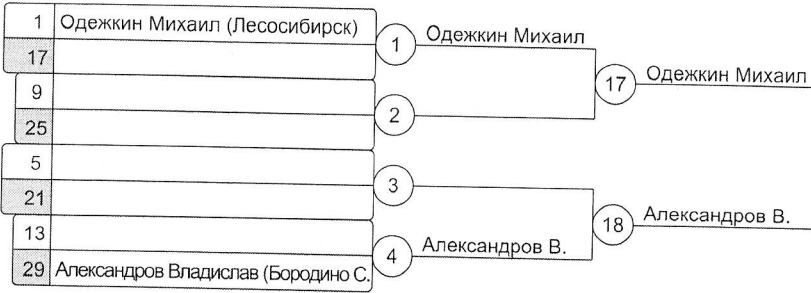 1 Одежкин Михаил (Лесосибирск)
1 Одежкин Михаил
17
17 Одежкин Михаил
9
2
25
5
3
21
18 Александров В.
13
4 Александров В.
29 Александров Владислав (Бородино С.